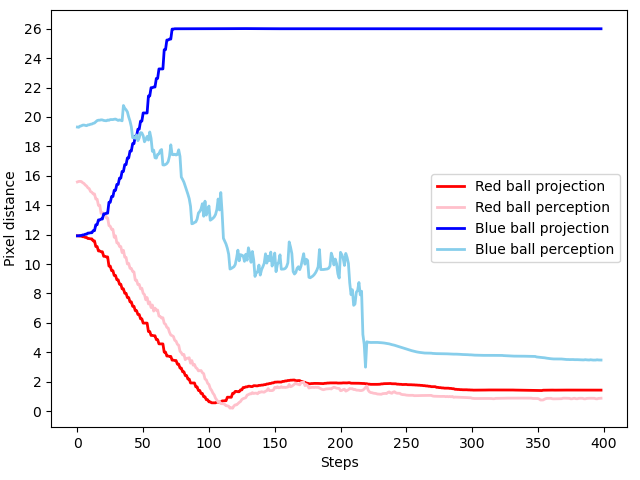 26
24
22
20
18
16
14
12
10
8
6
4
2
0
Pixel distance
Red ball projection
Red ball perception
Blue ball projection
Blue ball perception
0 50 100 150 200 250 300 350 400
Steps